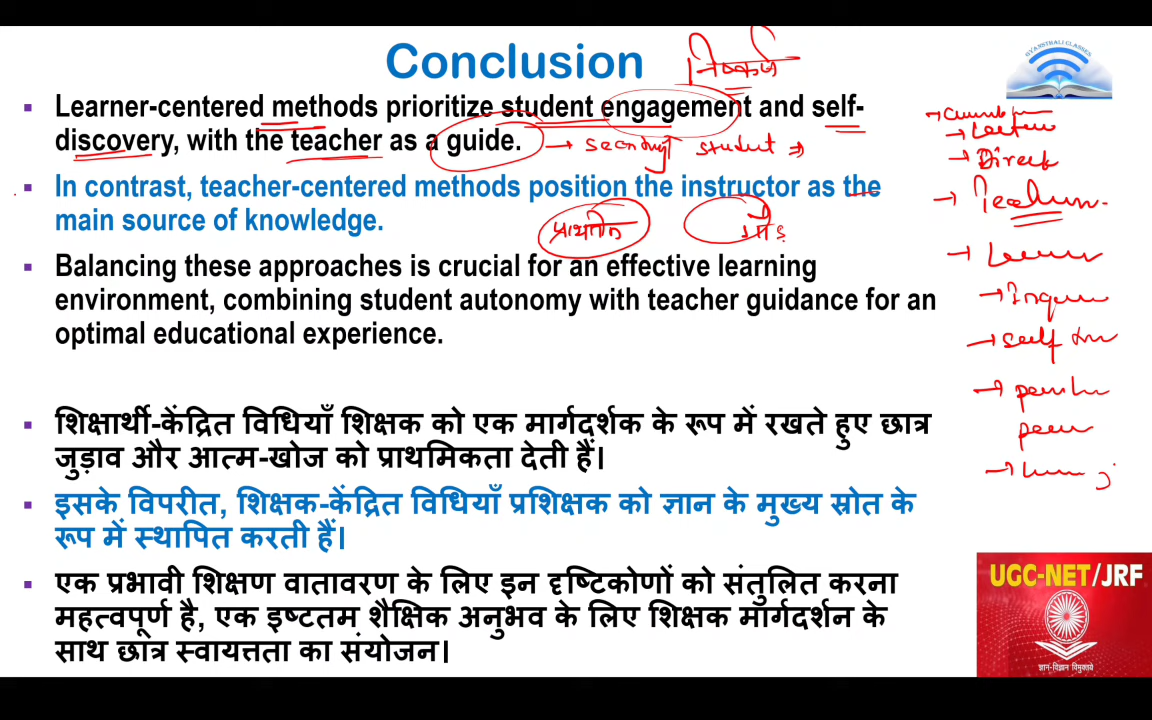 Conclusion
निष्कर्ष
GYANSTHALI CLASSES
Learner-centered methods prioritize student engagement and self-
discovery, with the teacher as a guide.
→ secondary student ⇒
In contrast, teacher-centered methods position the instructor as the
main source of knowledge.
Balancing these approaches is crucial for an effective learning
environment, combining student autonomy with teacher guidance for an
optimal educational experience.
→ Lecture
→ Direct
शिक्षार्थी-केंद्रित विधियाँ शिक्षक को एक मार्गदर्शक के रूप में रखते हुए छात्र
जुड़ाव और आत्म-खोज को प्राथमिकता देती हैं।
इसके विपरीत, शिक्षक-केंद्रित विधियाँ प्रशिक्षक को ज्ञान के मुख्य स्रोत के
रूप में स्थापित करती हैं।
एक प्रभावी शिक्षण वातावरण के लिए इन दृष्टिकोणों को संतुलित करना
महत्वपूर्ण है, एक इष्टतम शैक्षिक अनुभव के लिए शिक्षक मार्गदर्शन के
साथ छात्र स्वायत्तता का संयोजन।
UGC-NET/JRF
ज्ञान-विज्ञान विमुक्तये